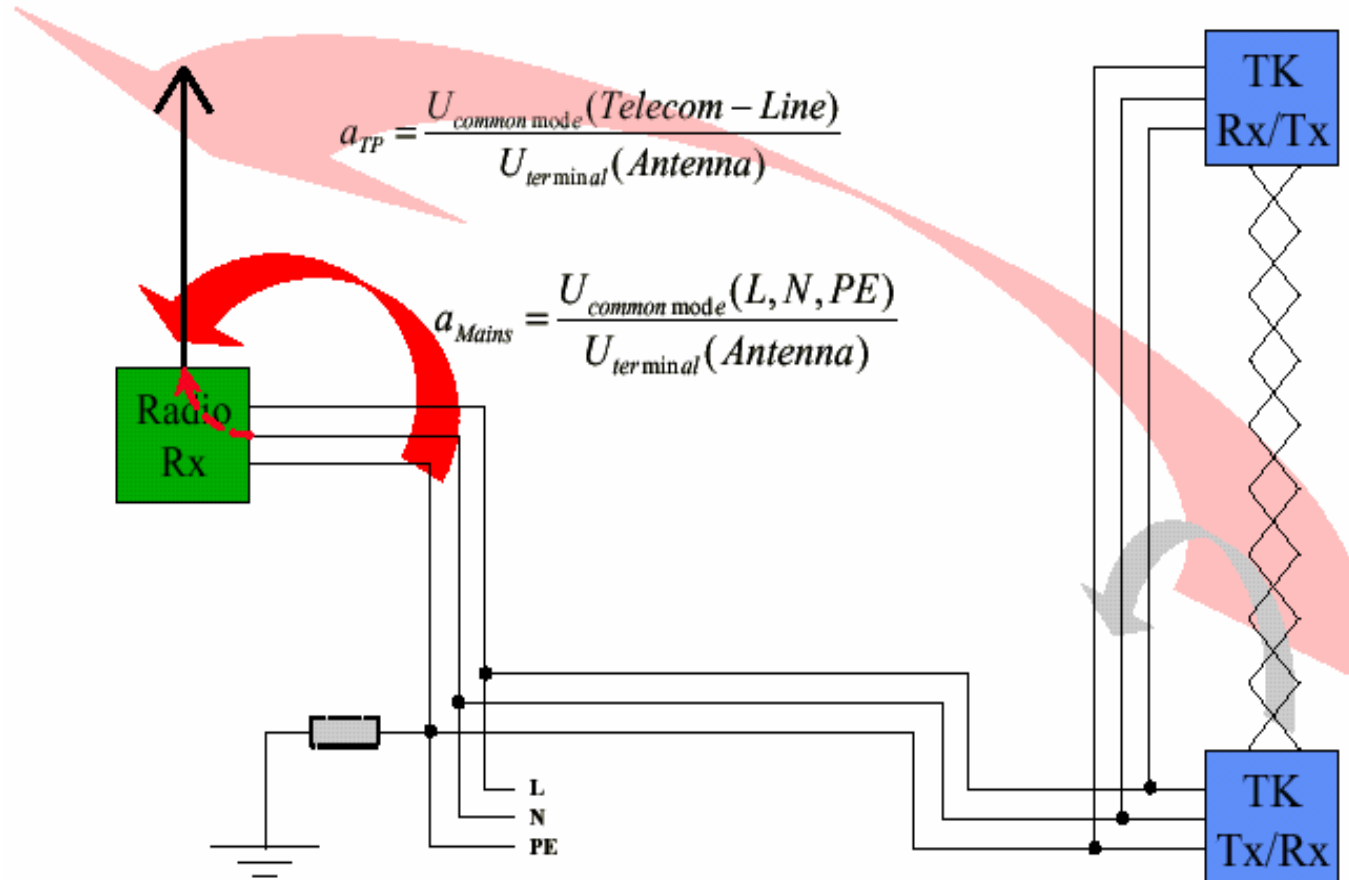 TK
Rx/Tx
a_TP = U_common mode (Telecom – Line) / U_terminal (Antenna)
a_Mains = U_common mode (L, N, PE) / U_terminal (Antenna)
Radio
Rx
L
N
PE
TK
Tx/Rx